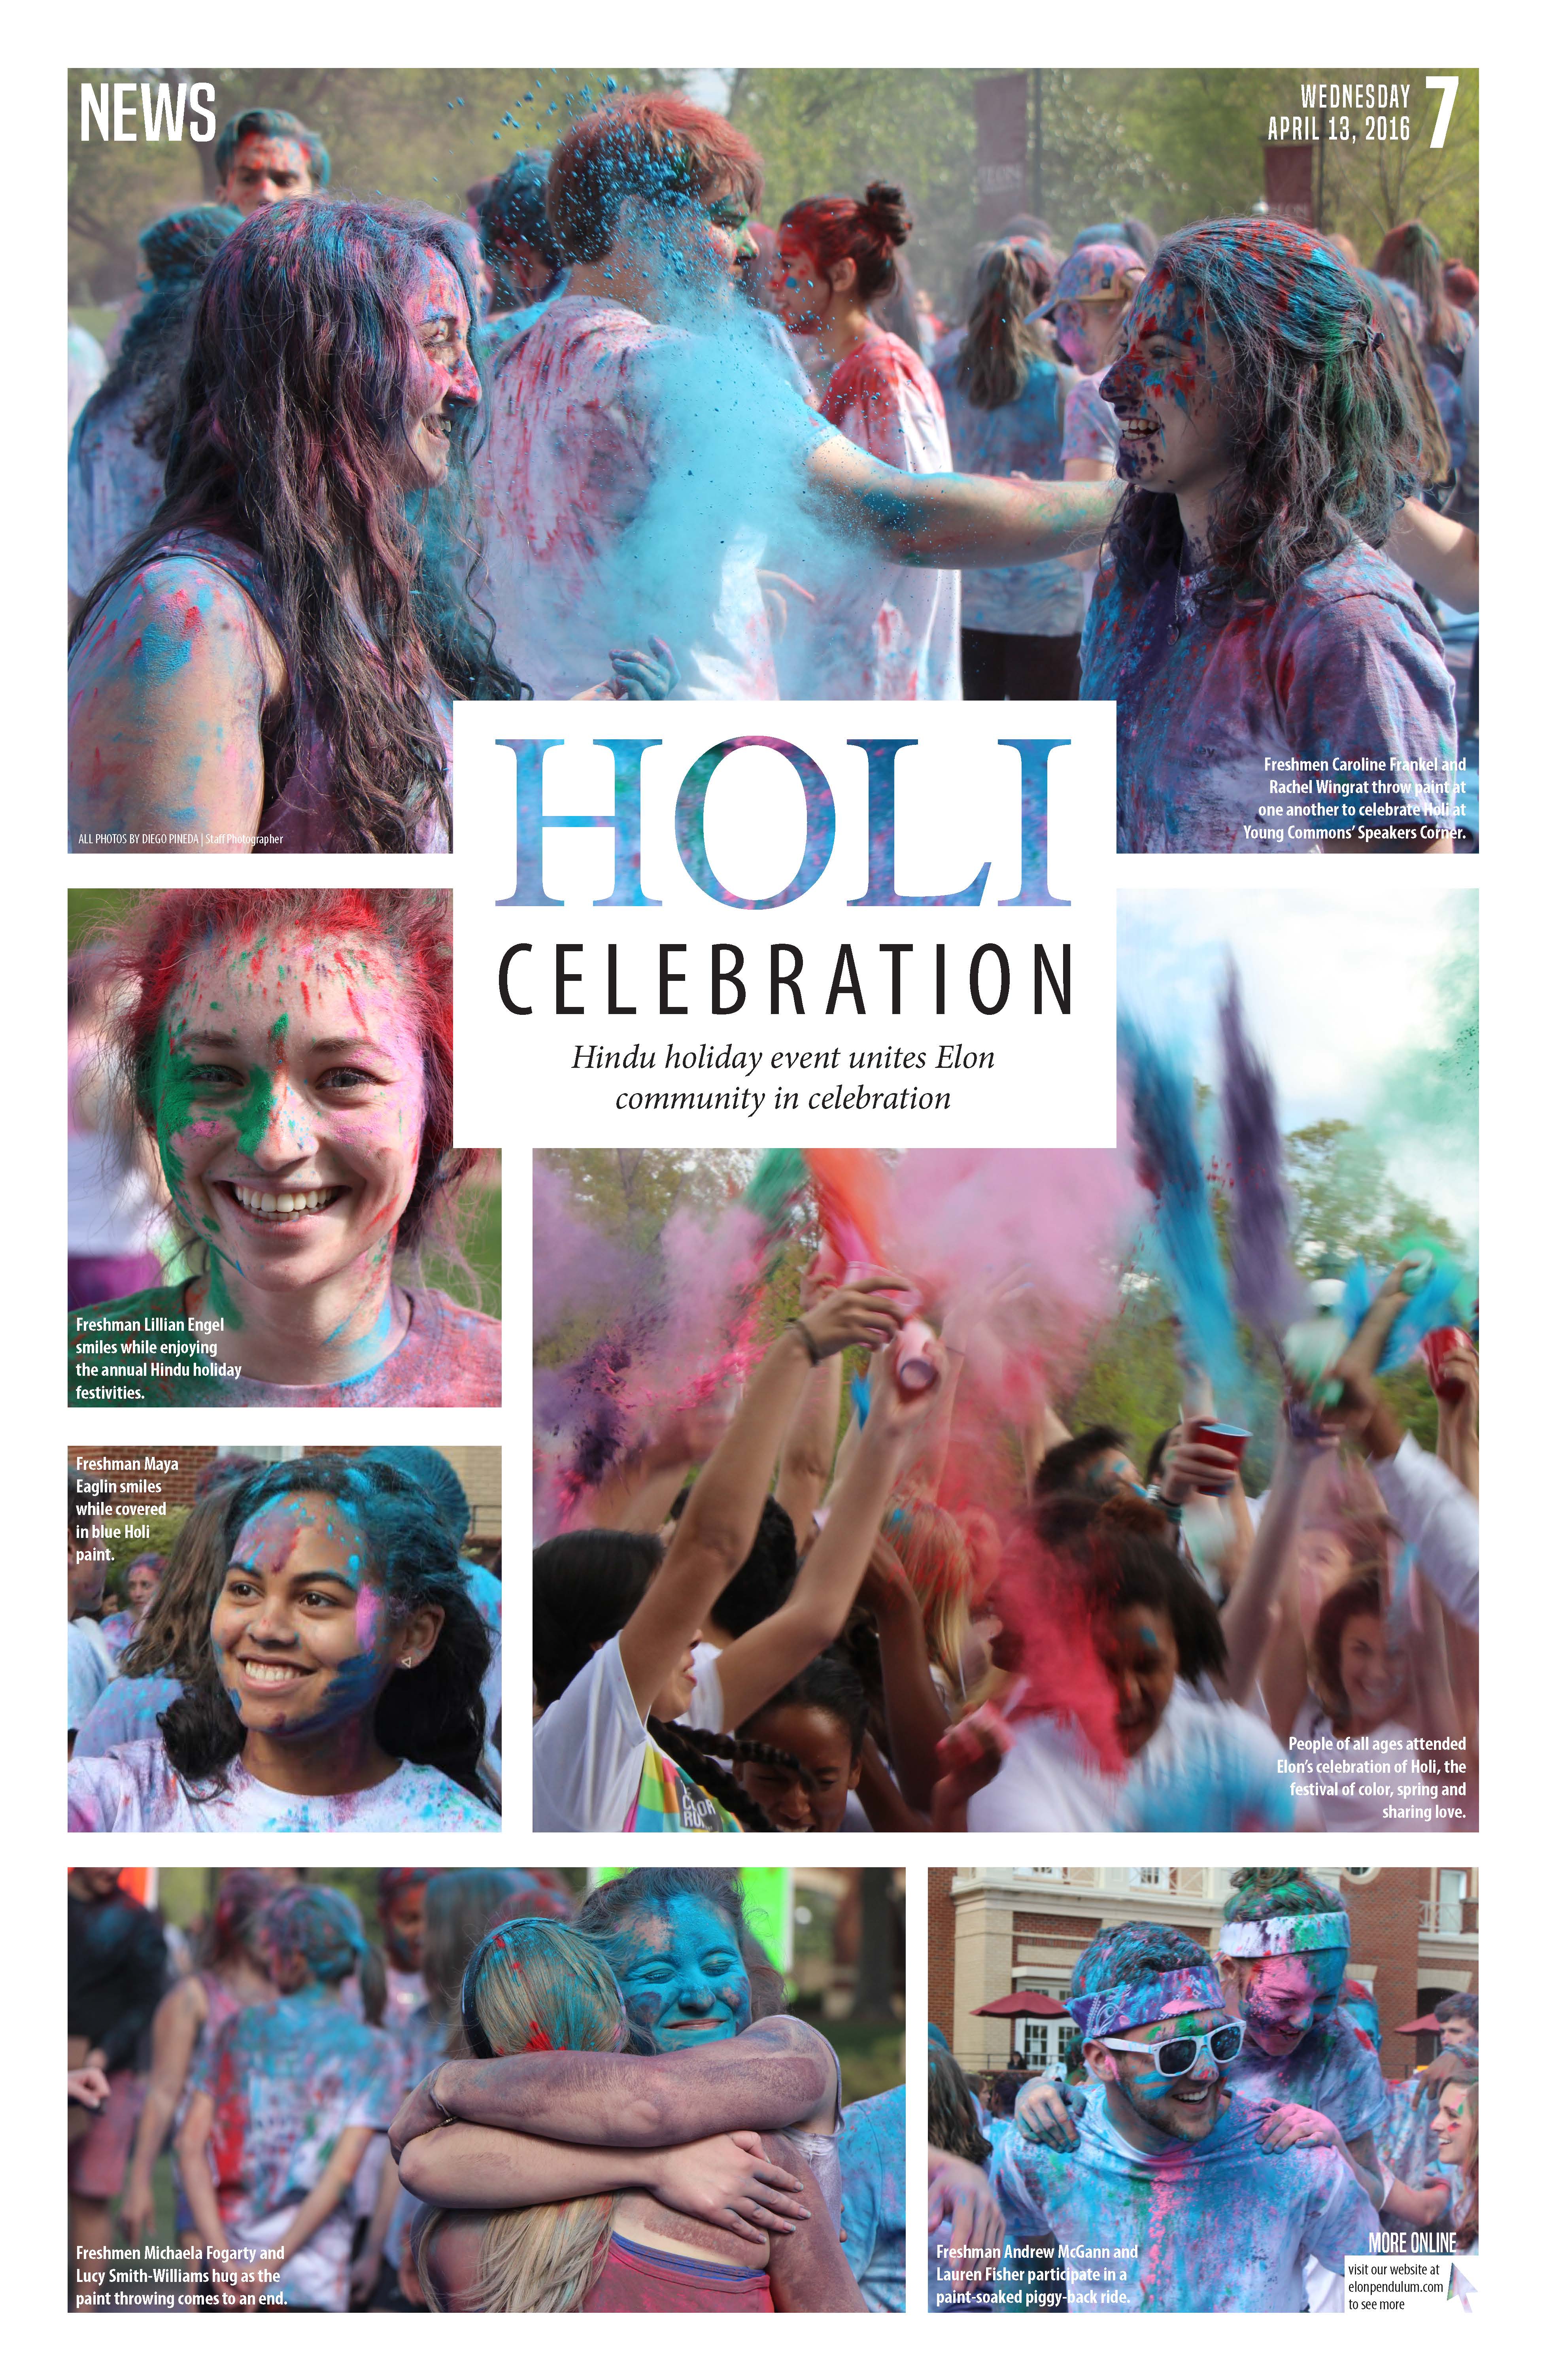 NEWS
WEDNESDAY
APRIL 13, 2016
7
Freshmen Caroline Frankel and
Rachel Wingrat throw paint at
one another to celebrate Holi at
Young Commons’ Speakers Corner.
ALL PHOTOS BY DIEGO PINEDA | Staff Photographer
HOLI
CELEBRATION
Hindu holiday event unites Elon
community in celebration
Freshman Lillian Engel
smiles while enjoying
the annual Hindu holiday
festivities.
Freshman Maya
Eaglin smiles
while covered
in blue Holi
paint.
COLOR
RUN
People of all ages attended
Elon’s celebration of Holi, the
festival of color, spring and
sharing love.
Freshmen Michaela Fogarty and
Lucy Smith-Williams hug as the
paint throwing comes to an end.
Freshman Andrew McGann and
Lauren Fisher participate in a
paint-soaked piggy-back ride.
MORE ONLINE
visit our website at
elonpendulum.com
to see more